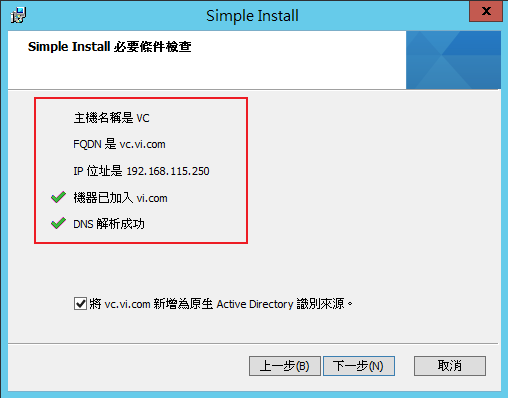 Simple Install
Simple Install 必要條件檢查
主機名稱是 VC
FQDN 是 vc.vi.com
IP 位址是 192.168.115.250
機器已加入 vi.com
DNS 解析成功
將 vc.vi.com 新增為原生 Active Directory 識別來源。
上一步(B) 下一步(N) 取消